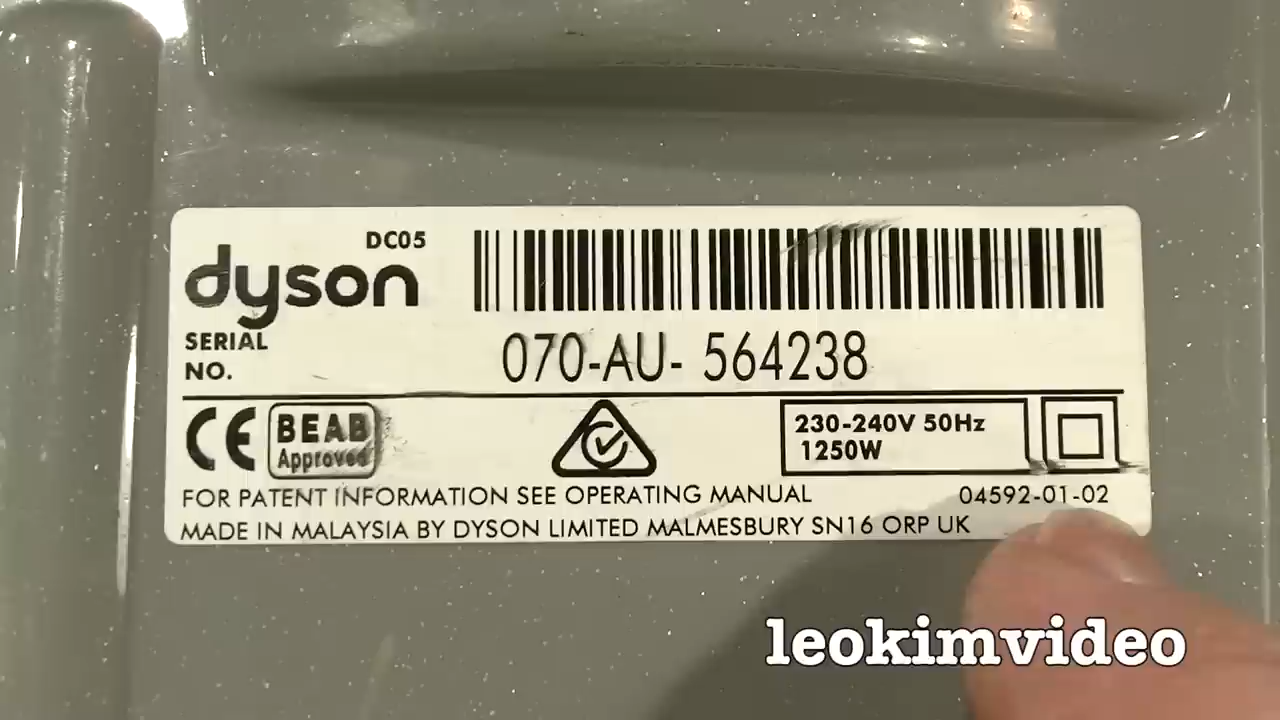 DC05
dyson
SERIAL
NO.
070-AU- 564238
CE
BEAB
Approved
230-240V 50Hz
1250W
FOR PATENT INFORMATION SEE OPERATING MANUAL
04592-01-02
MADE IN MALAYSIA BY DYSON LIMITED MALMESBURY SN16 ORP UK
leokimvideo